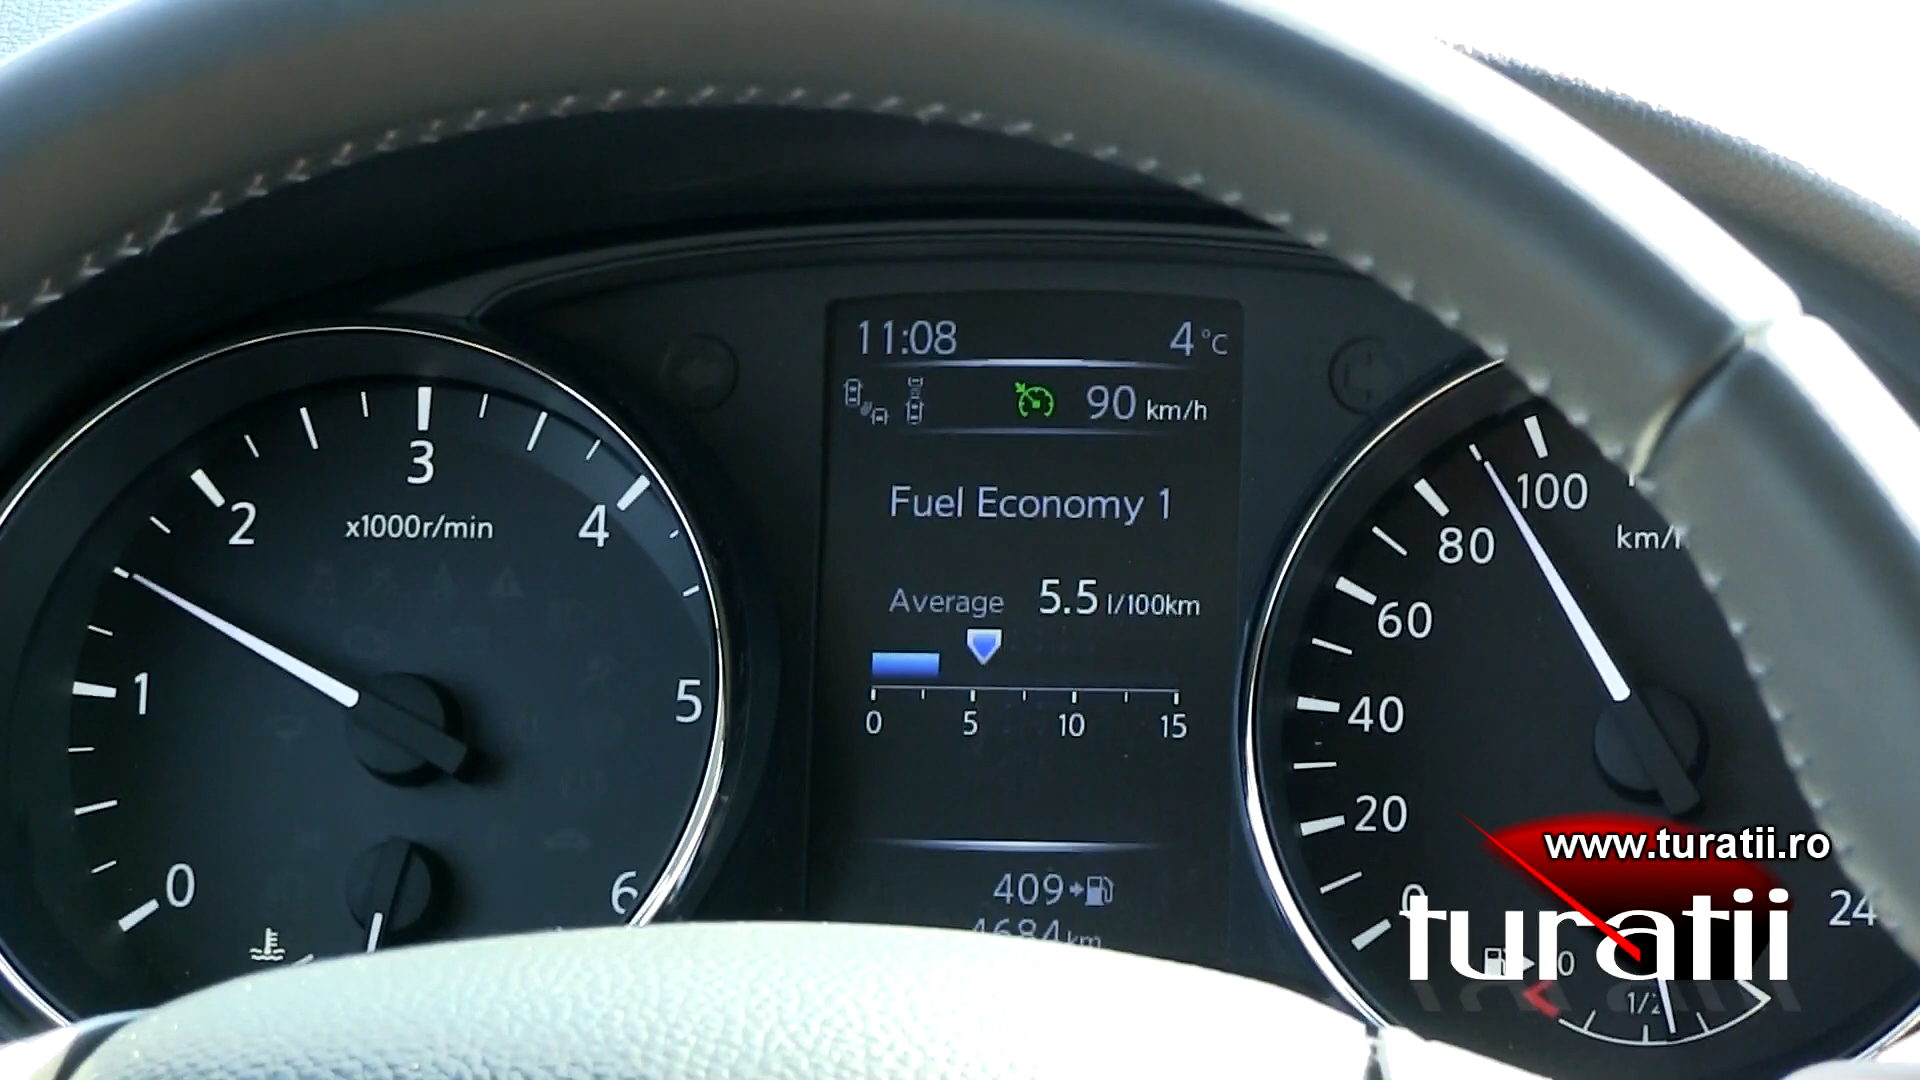 11:08
4°C
90 km/h
Fuel Economy 1
Average 5.5 l/100km
0 5 10 15
409
4684km
0
1
2
3
4
5
6
x1000r/min
0
20
40
60
80
100
24
km/h
0
1/2
www.turatii.ro
turatii